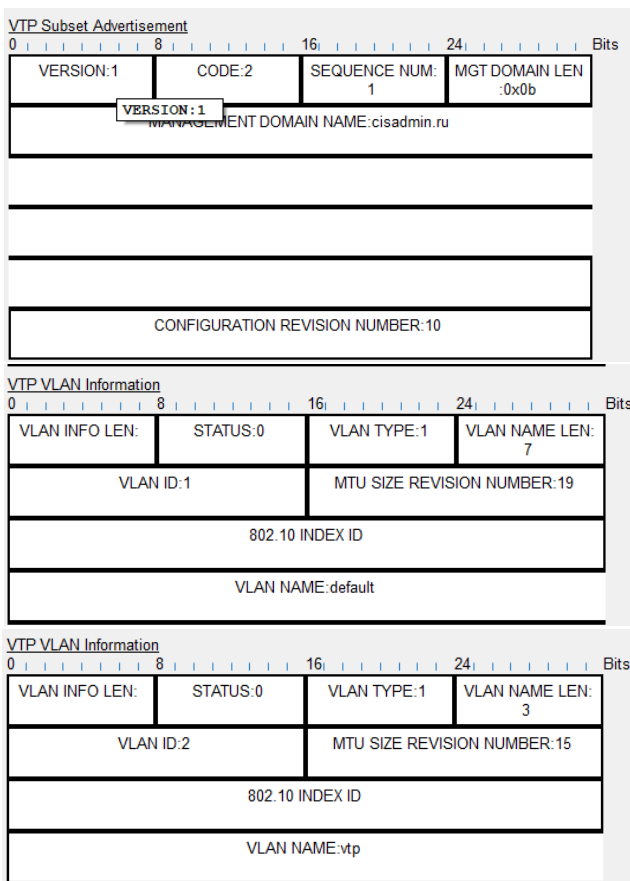 VTP Subset Advertisement
0 8 16 24 Bits
VERSION:1 CODE:2 SEQUENCE NUM: MGT DOMAIN LEN
1 :0x0b
VERSION:1
MANAGEMENT DOMAIN NAME:cisadmin.ru
CONFIGURATION REVISION NUMBER:10
VTP VLAN Information
0 8 16 24 Bits
VLAN INFO LEN: STATUS:0 VLAN TYPE:1 VLAN NAME LEN:
7
VLAN ID:1 MTU SIZE REVISION NUMBER:19
802.10 INDEX ID
VLAN NAME:default
VTP VLAN Information
0 8 16 24 Bits
VLAN INFO LEN: STATUS:0 VLAN TYPE:1 VLAN NAME LEN:
3
VLAN ID:2 MTU SIZE REVISION NUMBER:15
802.10 INDEX ID
VLAN NAME:vtp